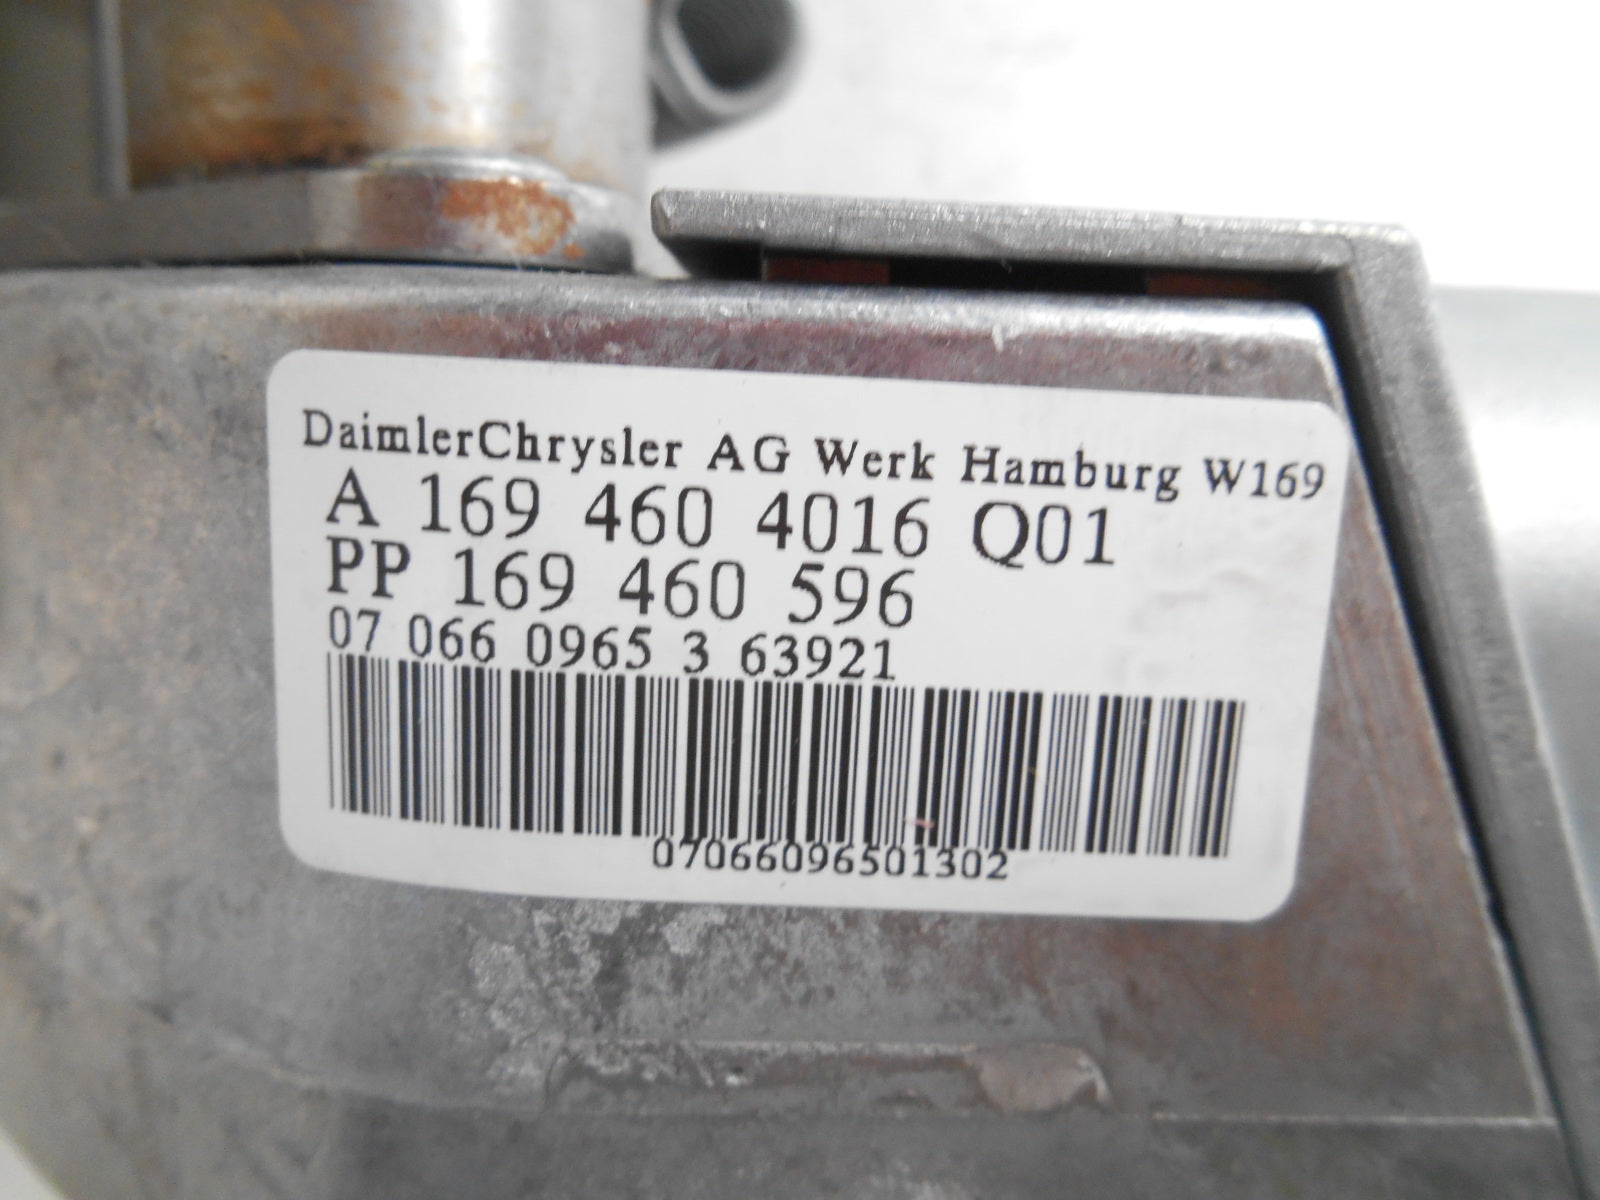 DaimlerChrysler AG Werk Hamburg W169
A 169 460 4016 Q01
PP 169 460 596
07 066 0965 3 63921
07066096501302